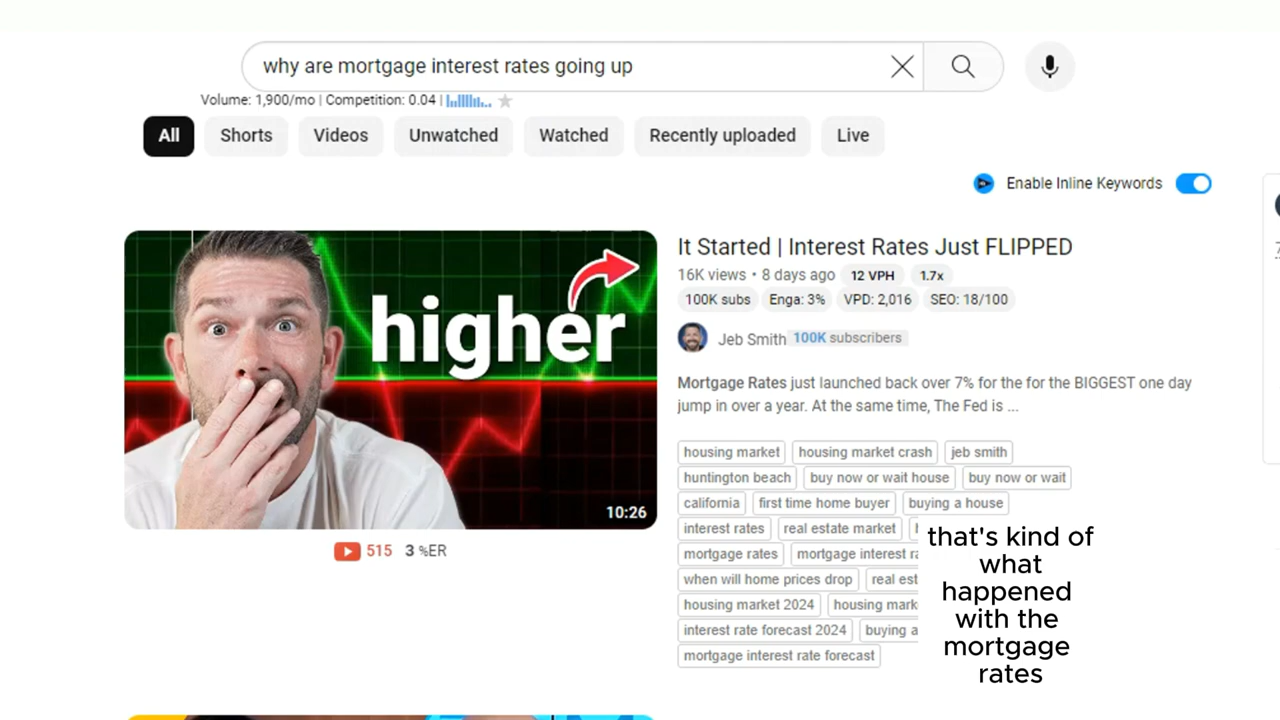 why are mortgage interest rates going up
Volume: 1,900/mo | Competition: 0.04 |
All Shorts Videos Unwatched Watched Recently uploaded Live
Enable Inline Keywords
higher
10:26
515 3 %ER
It Started | Interest Rates Just FLIPPED
16K views • 8 days ago 12 VPH 1.7x
100K subs Enga: 3% VPD: 2,016 SEO: 18/100
Jeb Smith 100K subscribers
Mortgage Rates just launched back over 7% for the for the BIGGEST one day
jump in over a year. At the same time, The Fed is ...
housing market housing market crash jeb smith
huntington beach buy now or wait house buy now or wait
california first time home buyer buying a house
interest rates real estate market
mortgage rates mortgage interest
when will home prices drop real
housing market 2024 housing
interest rate forecast 2024 buying
mortgage interest rate forecast
that's kind of
what
happened
with the
mortgage
rates